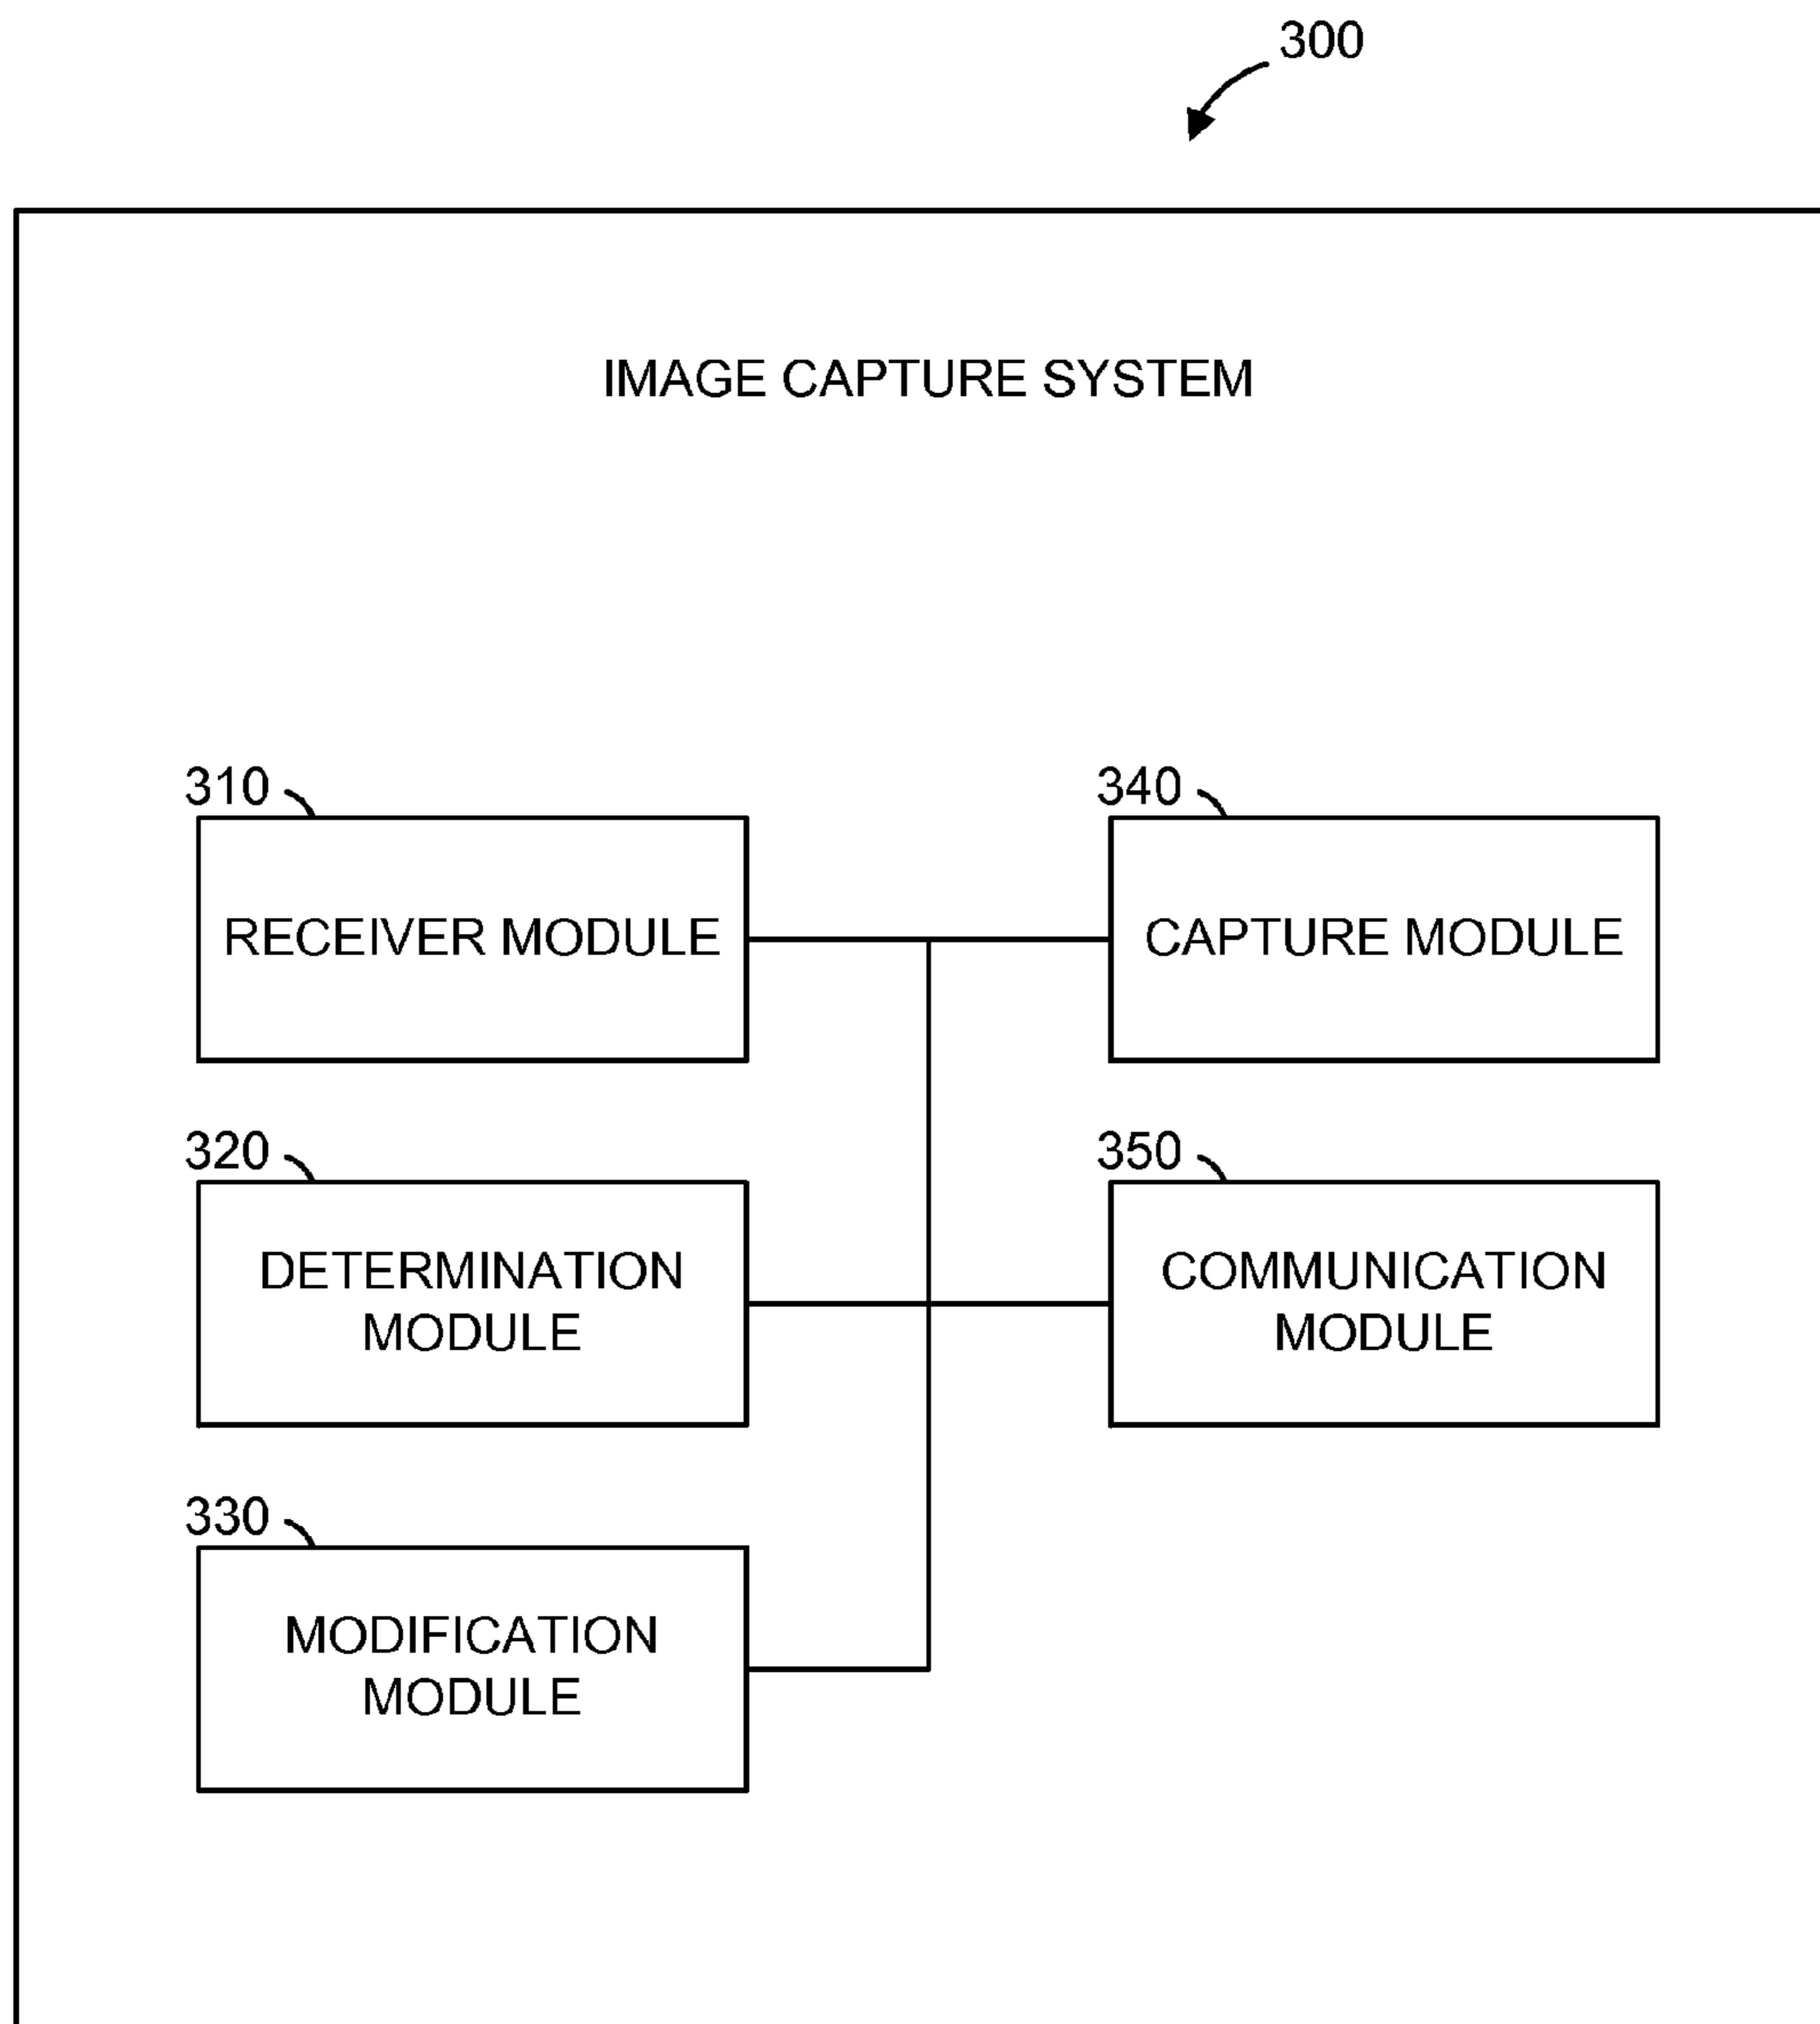 300
IMAGE CAPTURE SYSTEM
310
RECEIVER MODULE
340
CAPTURE MODULE
320
DETERMINATION
MODULE
350
COMMUNICATION
MODULE
330
MODIFICATION
MODULE